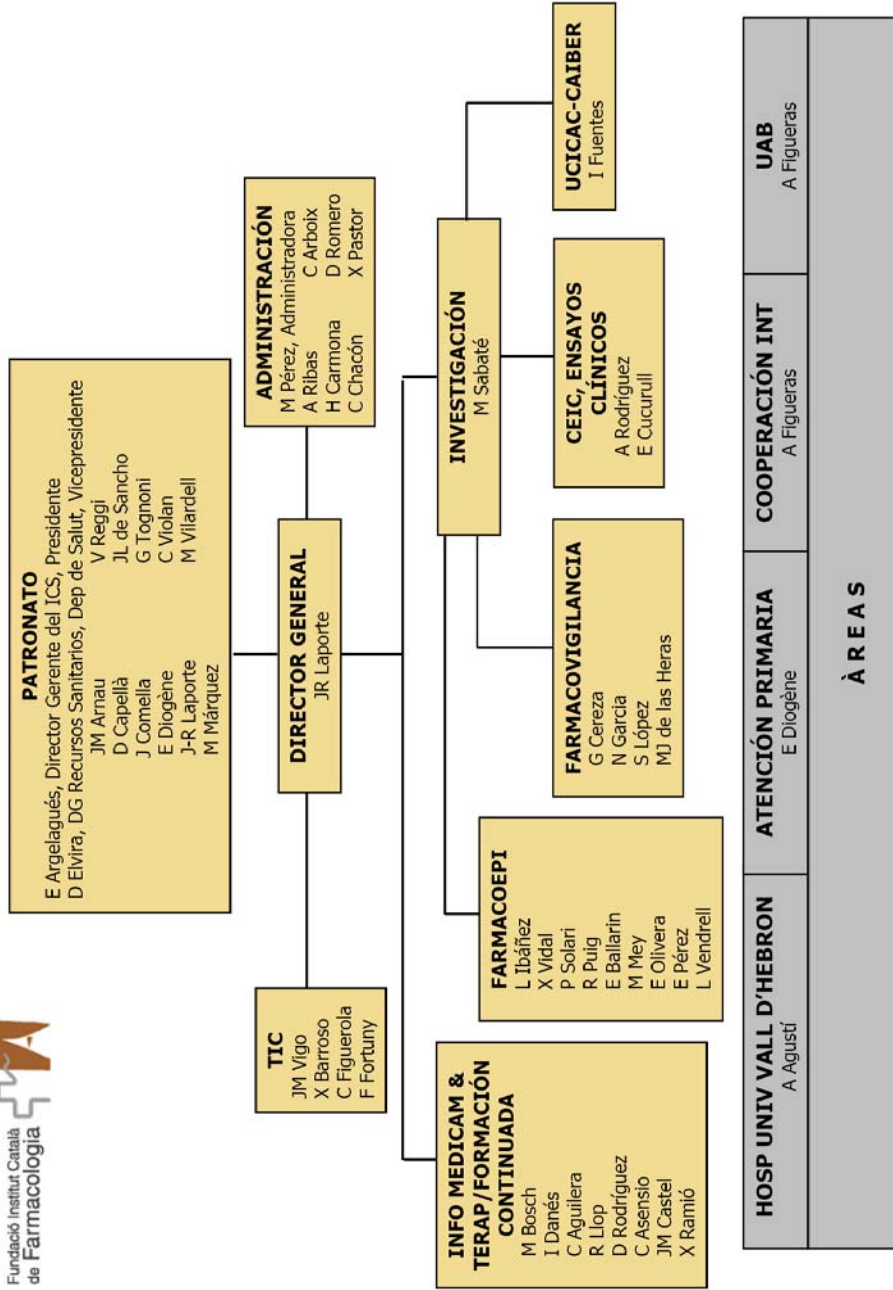 Fundació Institut Català
de Farmacologia
PATRONATO
E Argelagués, Director Gerente del ICS, Presidente
D Elvira, DG Recursos Sanitarios, Dep de Salut, Vicepresidente
JM Arnau V Reggi
D Capellà JL de Sancho
J Comella G Tognoni
E Diogène C Violan
J-R Laporte M Vilardell
M Márquez
TIC
JM Vigo
X Barroso
C Figuerola
F Fortuny
DIRECTOR GENERAL
JR Laporte
ADMINISTRACIÓN
M Pérez, Administradora
A Ribas C Arboix
H Carmona D Romero
C Chacón X Pastor
INVESTIGACIÓN
M Sabaté
INFO MEDICAM &
TERAP/FORMACIÓN
CONTINUADA
M Bosch
I Danés
C Aguilera
R Llop
D Rodríguez
C Asensio
JM Castel
X Ramió
FARMACOEPI
L Ibáñez
X Vidal
P Solari
R Puig
E Ballarin
M Mey
E Olivera
E Pérez
L Vendrell
FARMACOVIGILANCIA
G Cereza
N Garcia
S López
MJ de las Heras
CEIC, ENSAYOS
CLÍNICOS
A Rodríguez
E Cucurull
UCICAC-CAIBER
I Fuentes
HOSP UNIV VALL D'HEBRON
A Agustí
ATENCIÓN PRIMARIA
E Diogène
COOPERACIÓN INT
A Figueras
UAB
A Figueras
ÀREAS